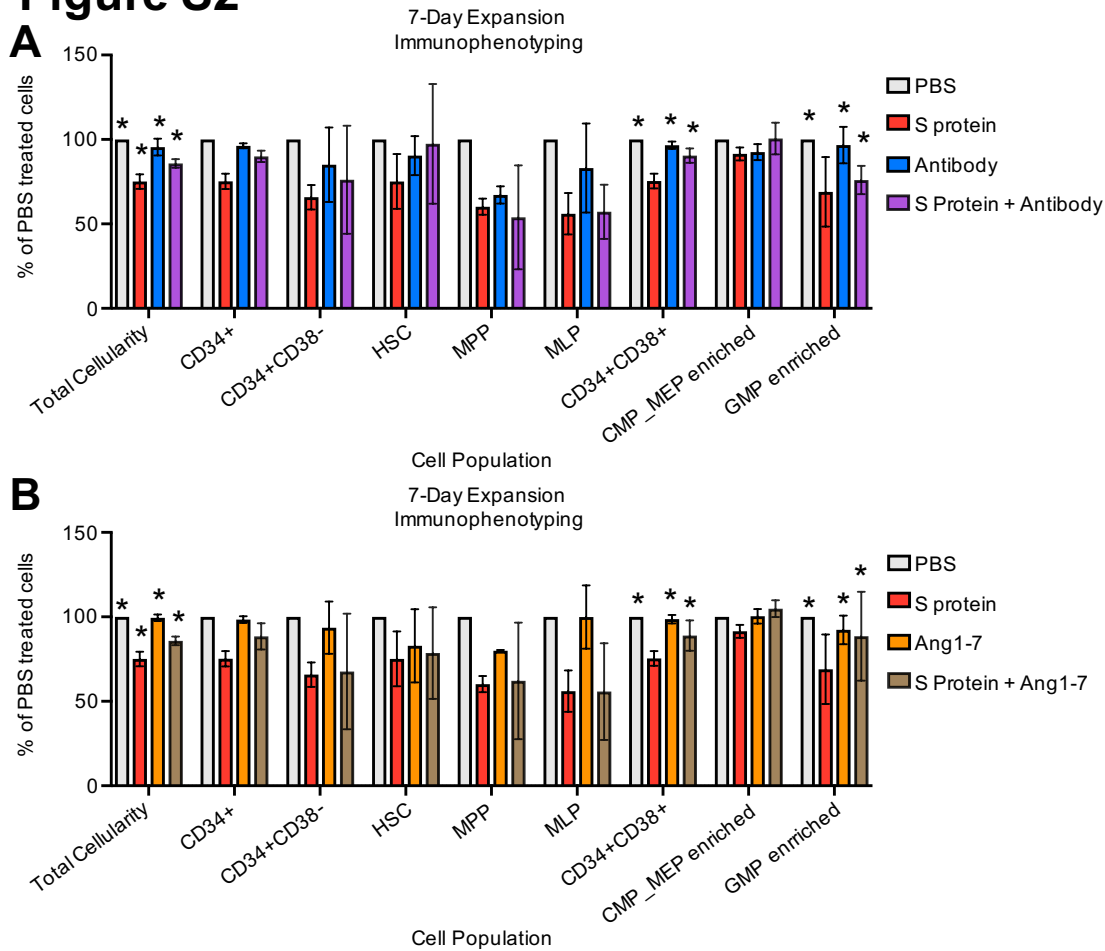 Figure S2
A
7-Day Expansion
Immunophenotyping
% of PBS treated cells
150
100
50
0
* * * *
* * *
* * *
Total Cellularity
CD34+
CD34+CD38-
HSC
MPP
MLP
CD34+CD38+
CMP_MEP enriched
GMP enriched
Cell Population
PBS
S protein
Antibody
S Protein + Antibody
B
7-Day Expansion
Immunophenotyping
% of PBS treated cells
150
100
50
0
* * * *
* * *
* * *
Total Cellularity
CD34+
CD34+CD38-
HSC
MPP
MLP
CD34+CD38+
CMP_MEP enriched
GMP enriched
Cell Population
PBS
S protein
Ang1-7
S Protein + Ang1-7